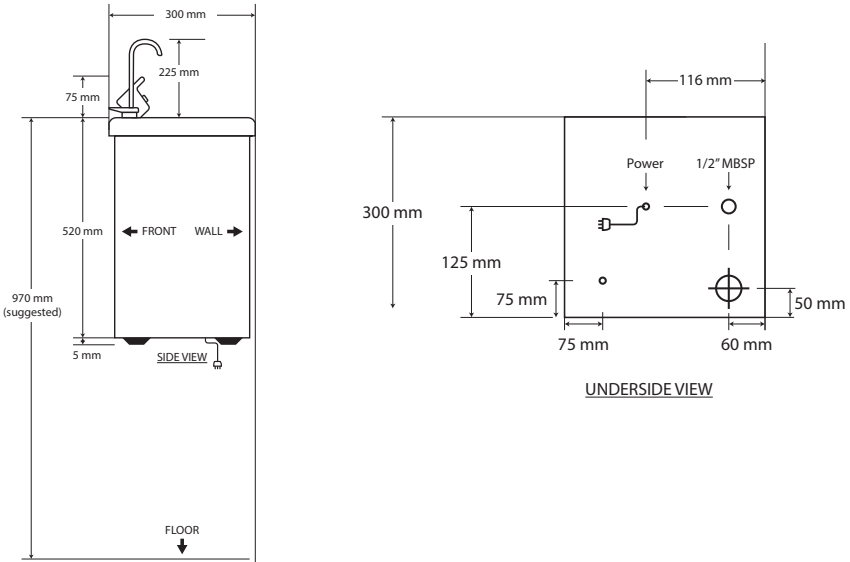 300 mm
225 mm
75 mm
520 mm
FRONT
WALL
970 mm
(suggested)
5 mm
SIDE VIEW
FLOOR
116 mm
Power
1/2” MBSP
300 mm
125 mm
75 mm
50 mm
75 mm
60 mm
UNDERSIDE VIEW